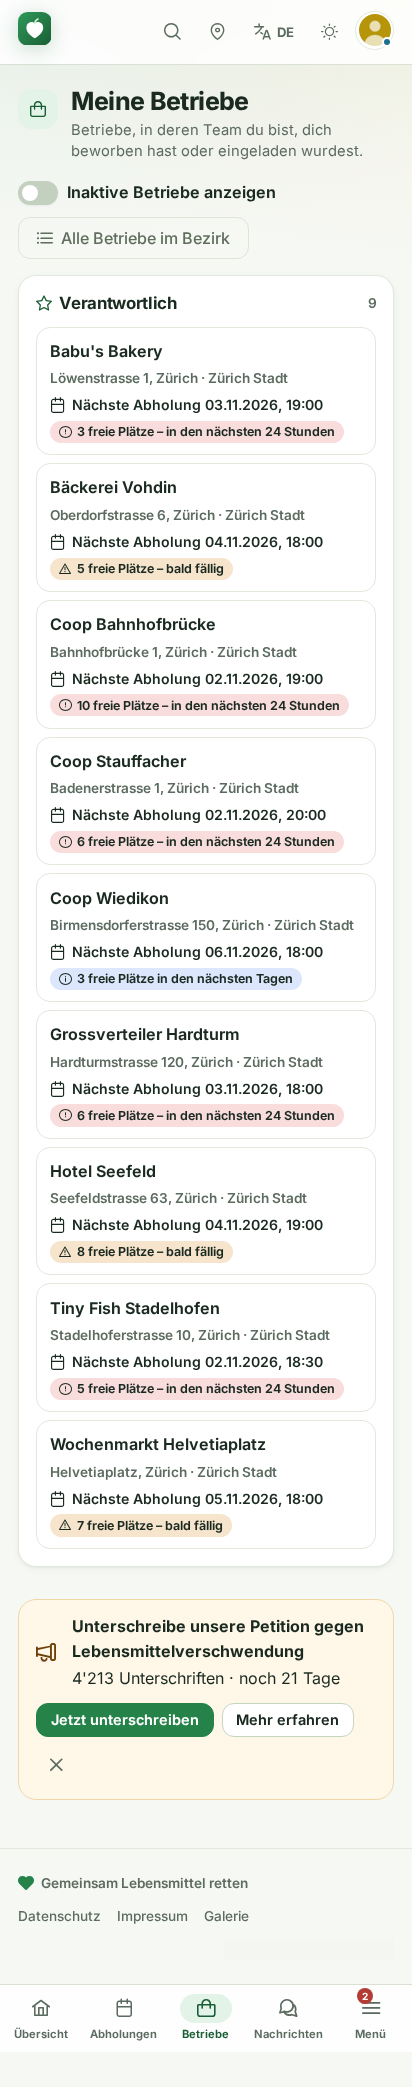 DE
Meine Betriebe
Betriebe, in deren Team du bist, dich
beworben hast oder eingeladen wurdest.
Inaktive Betriebe anzeigen
Alle Betriebe im Bezirk
Verantwortlich 9
Babu's Bakery
Löwenstrasse 1, Zürich · Zürich Stadt
Nächste Abholung 03.11.2026, 19:00
3 freie Plätze – in den nächsten 24 Stunden
Bäckerei Vohdin
Oberdorfstrasse 6, Zürich · Zürich Stadt
Nächste Abholung 04.11.2026, 18:00
5 freie Plätze – bald fällig
Coop Bahnhofbrücke
Bahnhofbrücke 1, Zürich · Zürich Stadt
Nächste Abholung 02.11.2026, 19:00
10 freie Plätze – in den nächsten 24 Stunden
Coop Stauffacher
Badenerstrasse 1, Zürich · Zürich Stadt
Nächste Abholung 02.11.2026, 20:00
6 freie Plätze – in den nächsten 24 Stunden
Coop Wiedikon
Birmensdorferstrasse 150, Zürich · Zürich Stadt
Nächste Abholung 06.11.2026, 18:00
3 freie Plätze in den nächsten Tagen
Grossverteiler Hardturm
Hardturmstrasse 120, Zürich · Zürich Stadt
Nächste Abholung 03.11.2026, 18:00
6 freie Plätze – in den nächsten 24 Stunden
Hotel Seefeld
Seefeldstrasse 63, Zürich · Zürich Stadt
Nächste Abholung 04.11.2026, 19:00
8 freie Plätze – bald fällig
Tiny Fish Stadelhofen
Stadelhoferstrasse 10, Zürich · Zürich Stadt
Nächste Abholung 02.11.2026, 18:30
5 freie Plätze – in den nächsten 24 Stunden
Wochenmarkt Helvetiaplatz
Helvetiaplatz, Zürich · Zürich Stadt
Nächste Abholung 05.11.2026, 18:00
7 freie Plätze – bald fällig
Unterschreibe unsere Petition gegen
Lebensmittelverschwendung
4'213 Unterschriften · noch 21 Tage
Jetzt unterschreiben Mehr erfahren
Gemeinsam Lebensmittel retten
Datenschutz Impressum Galerie
2
Übersicht Abholungen Betriebe Nachrichten Menü